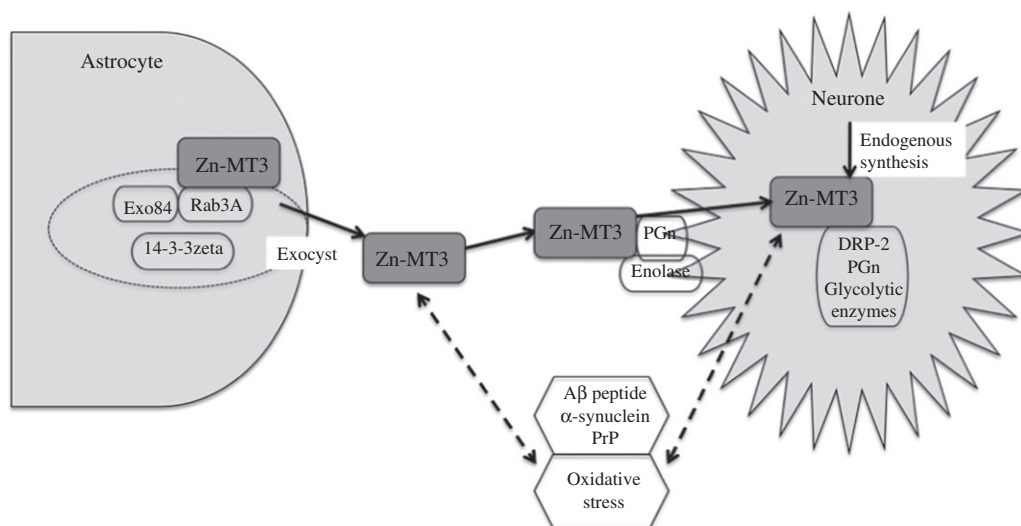 Astrocyte
Zn-MT3
Exo84
Rab3A
14-3-3zeta
Exocyst
Zn-MT3
Zn-MT3
PGn
Enolase
Neurone
Endogenous
synthesis
Zn-MT3
DRP-2
PGn
Glycolytic
enzymes
Aβ peptide
α-synuclein
PrP
Oxidative
stress